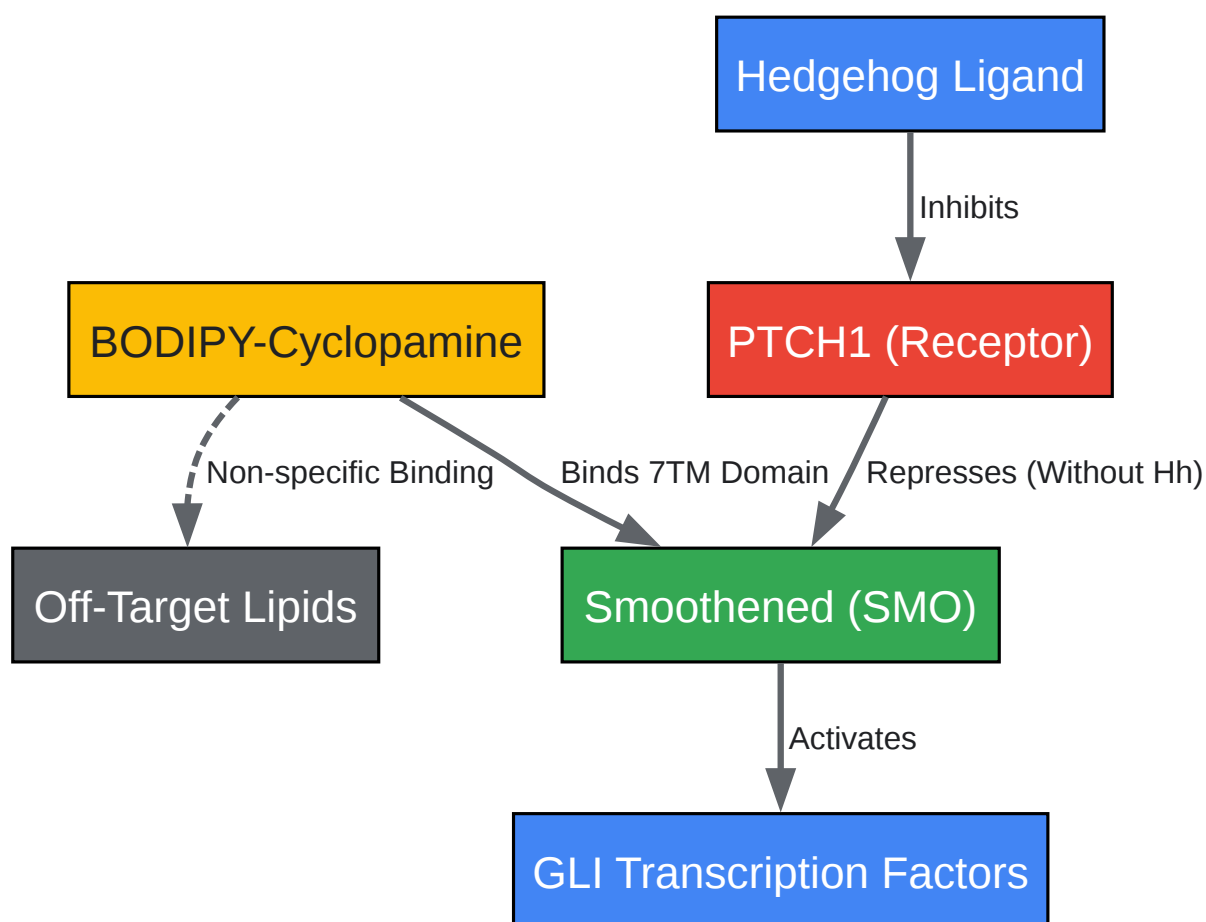 Hedgehog Ligand
Inhibits
BODIPY-Cyclopamine
PTCH1 (Receptor)
Non-specific Binding
Binds 7TM Domain
Represses (Without Hh)
Off-Target Lipids
Smoothened (SMO)
Activates
GLI Transcription Factors